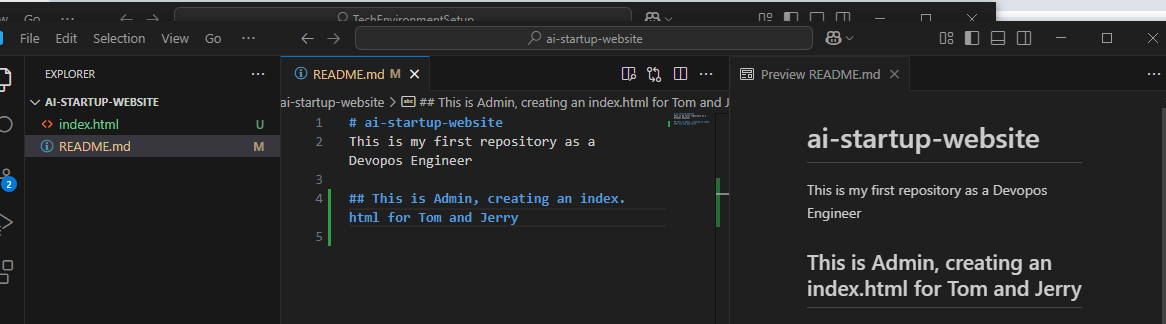 Go
TechEnvironmentSetup
File Edit Selection View Go
ai-startup-website
EXPLORER
AI-STARTUP-WEBSITE
<> index.html U
README.md M
2
README.md M
ai-startup-website > ## This is Admin, creating an index.html for Tom and J
1 # ai-startup-website
2 This is my first repository as a
Devopos Engineer
3
4 ## This is Admin, creating an index.
html for Tom and Jerry
5
Preview README.md
ai-startup-website
This is my first repository as a Devopos
Engineer
This is Admin, creating an
index.html for Tom and Jerry